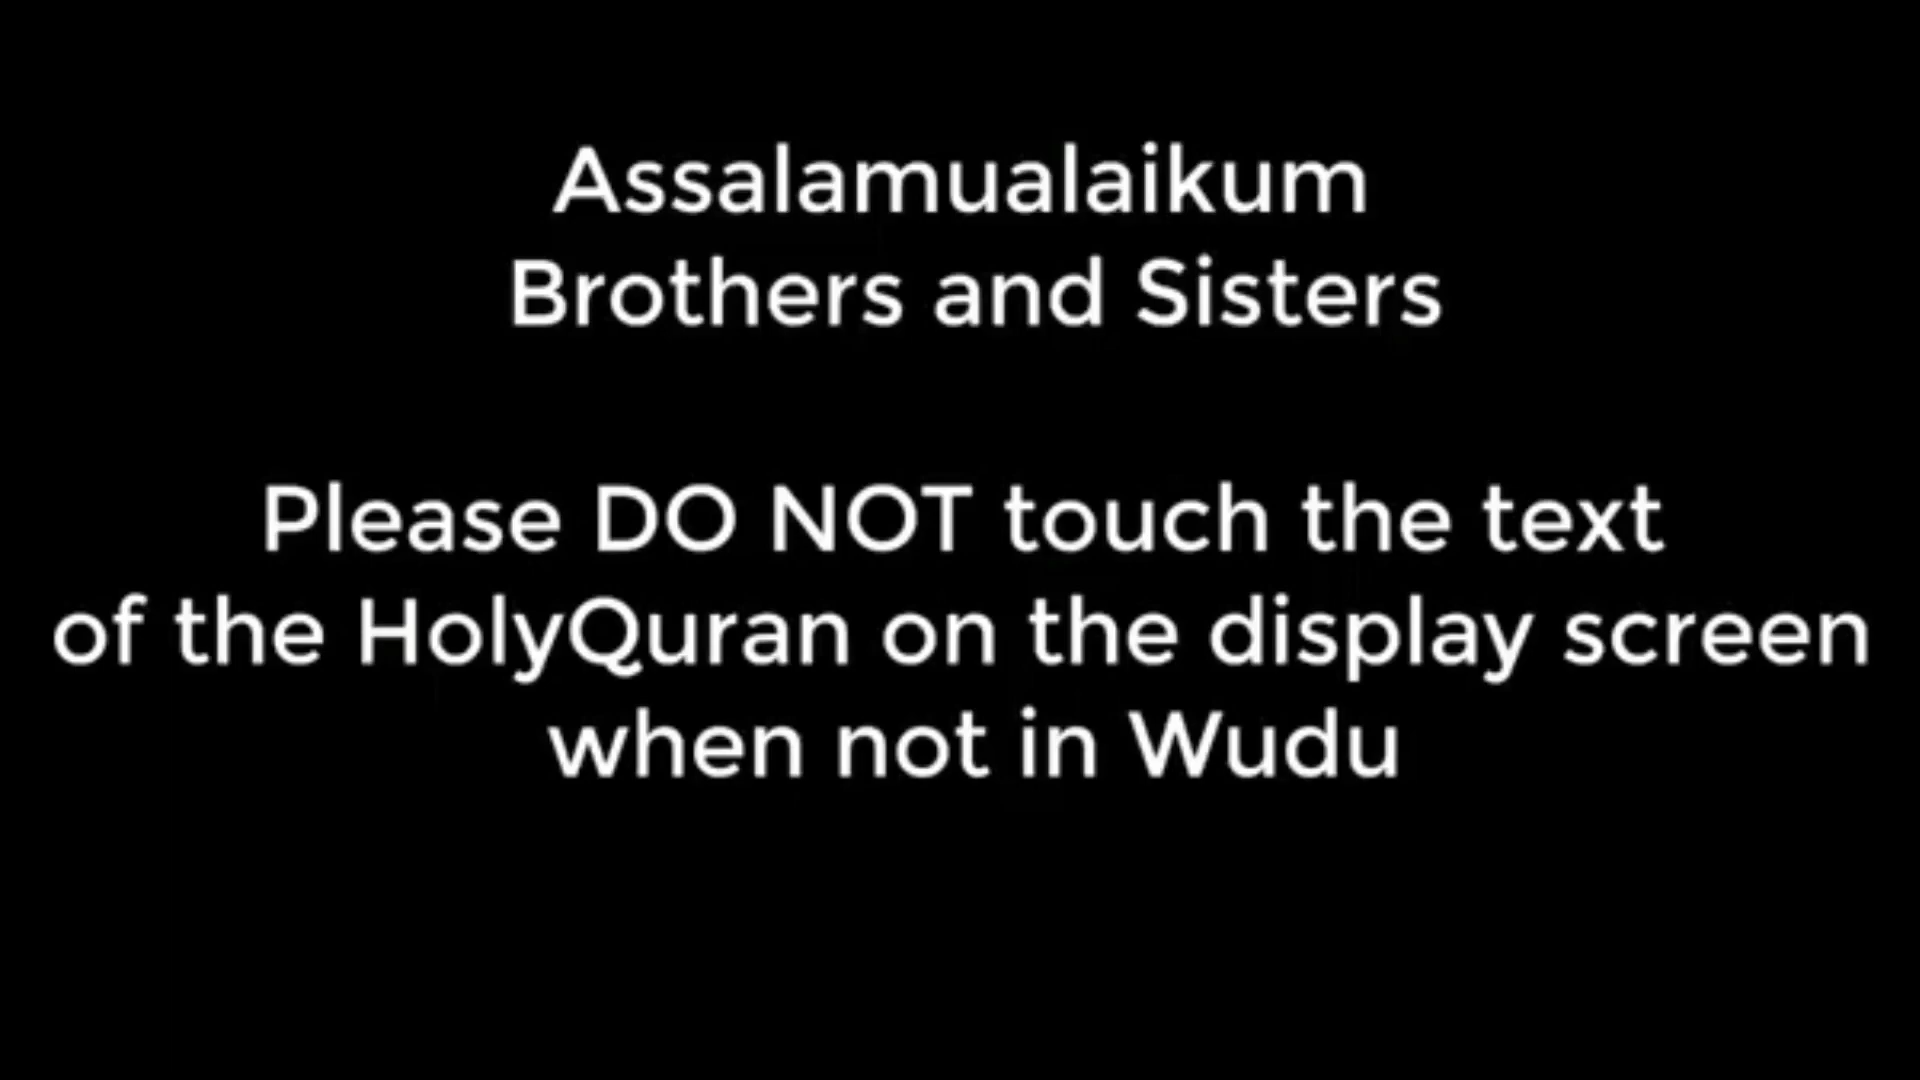 Assalamualaikum
Brothers and Sisters
Please DO NOT touch the text
of the HolyQuran on the display screen
when not in Wudu